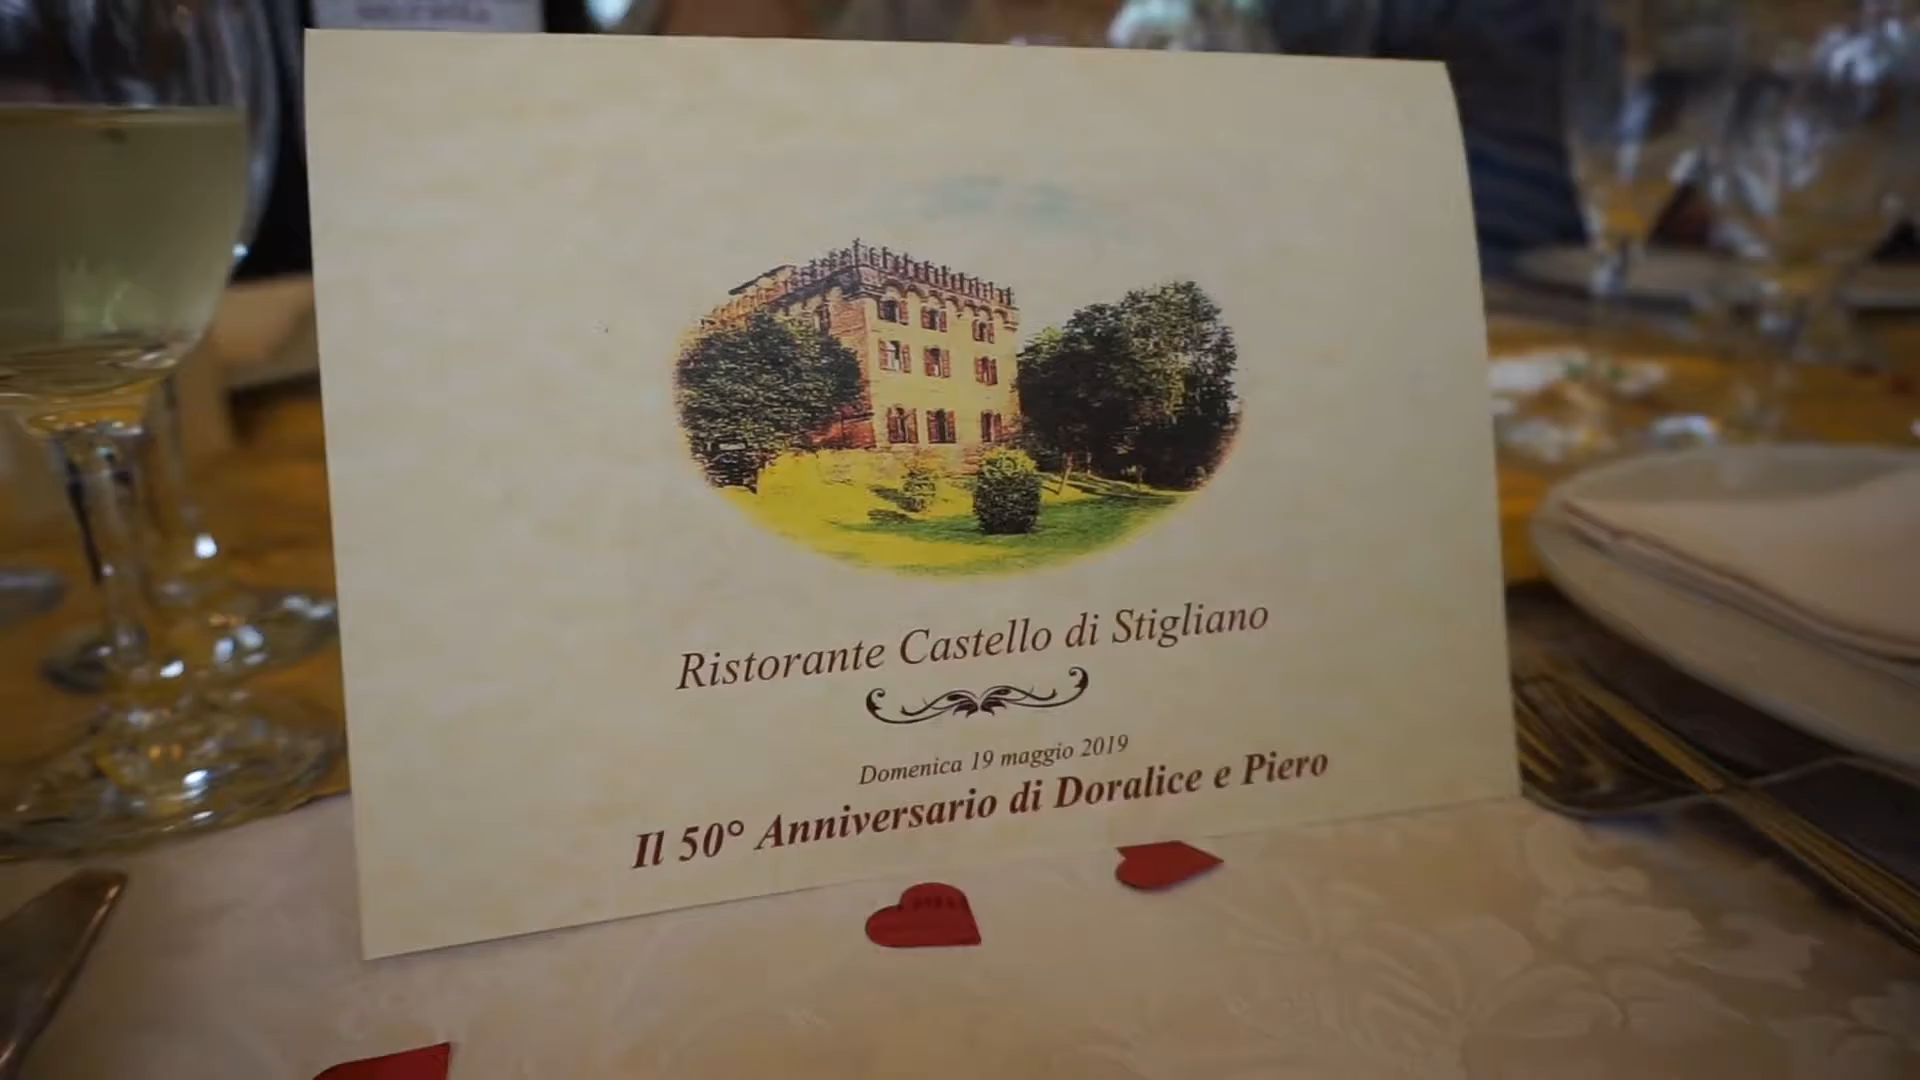 Ristorante Castello di Stigliano
Domenica 19 maggio 2019
Il 50° Anniversario di Doralice e Piero